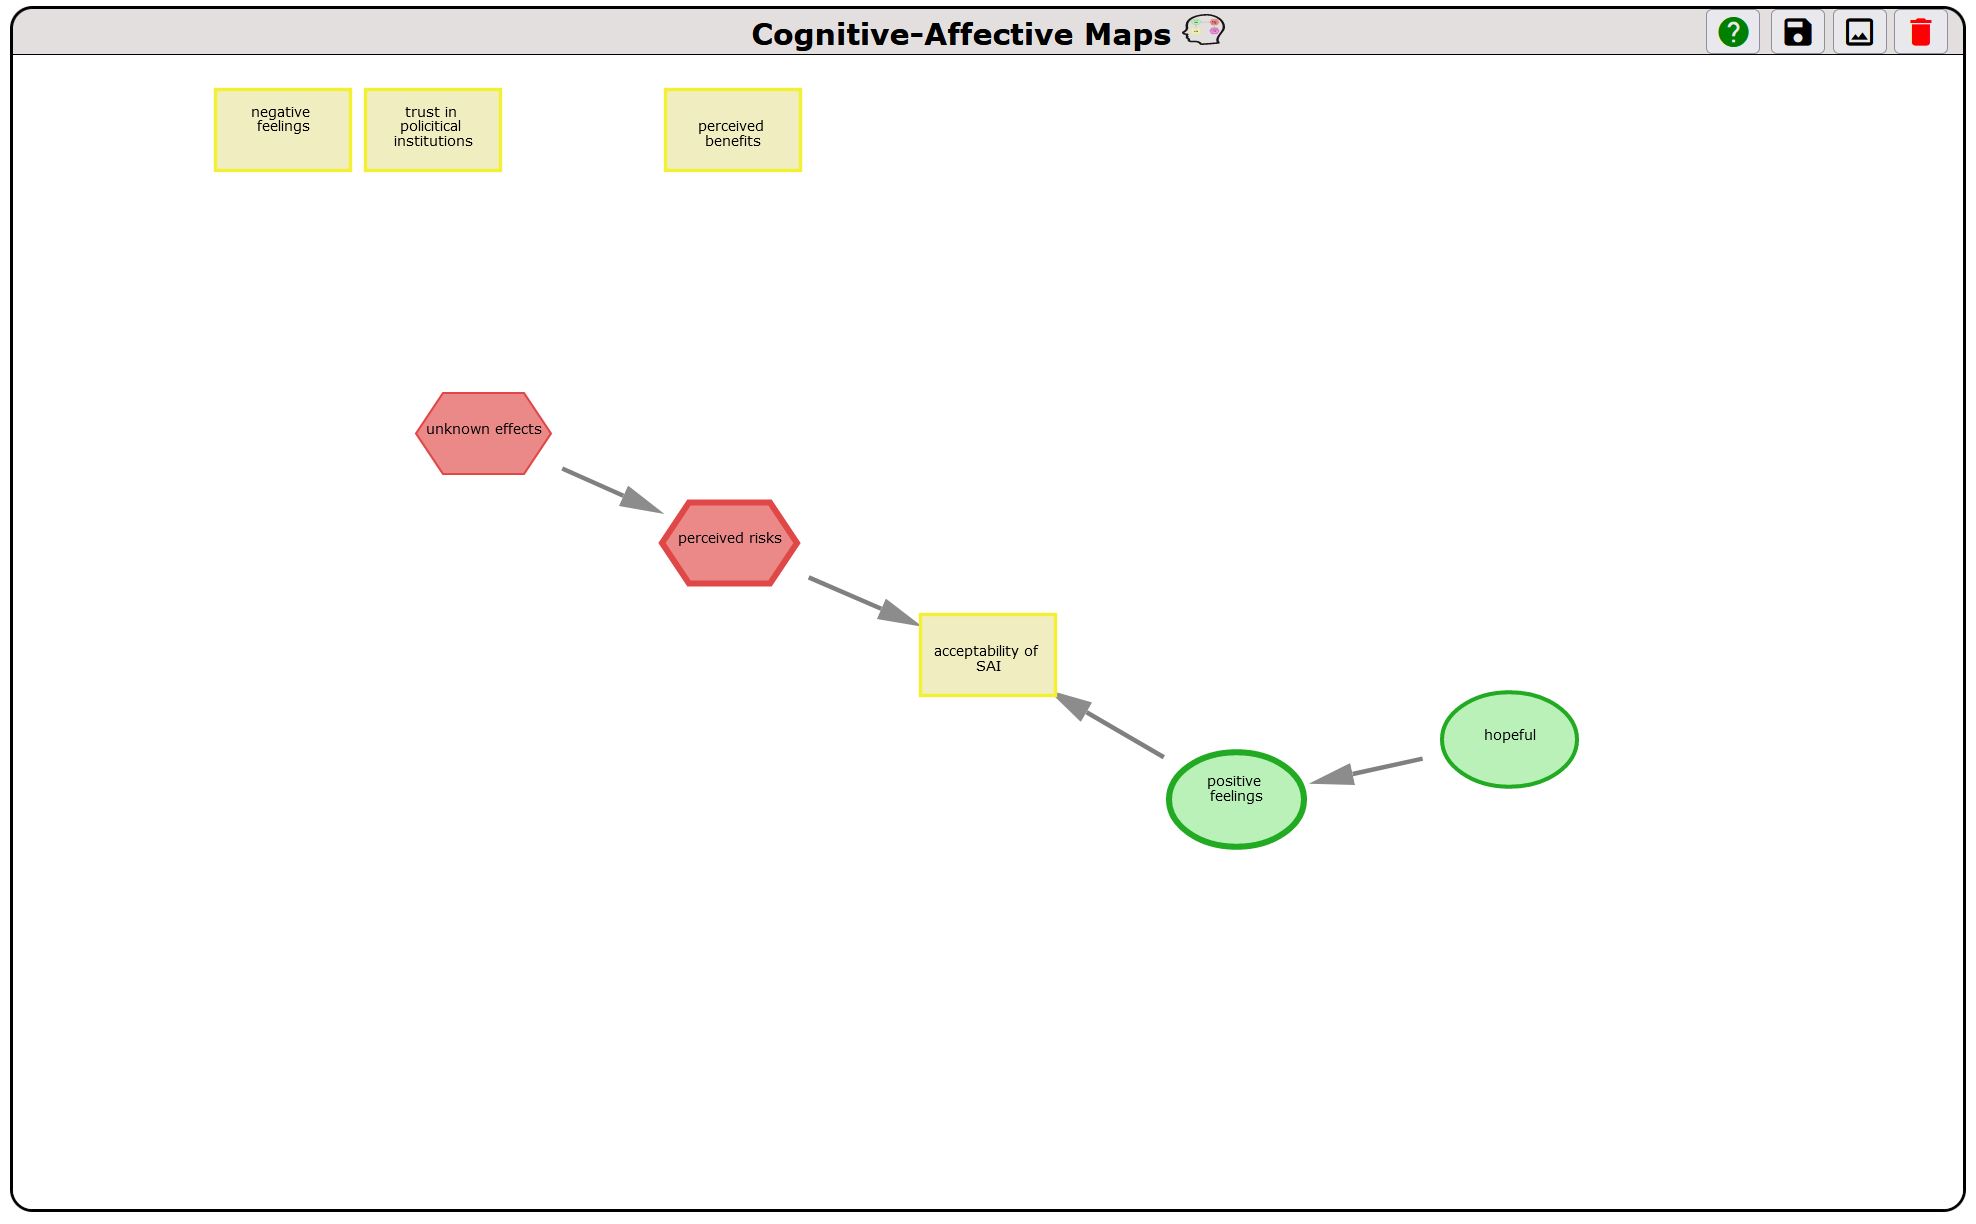 Cognitive-Affective Maps
negative
feelings
trust in
policitical
institutions
perceived
benefits
unknown effects
perceived risks
acceptability of
SAI
hopeful
positive
feelings